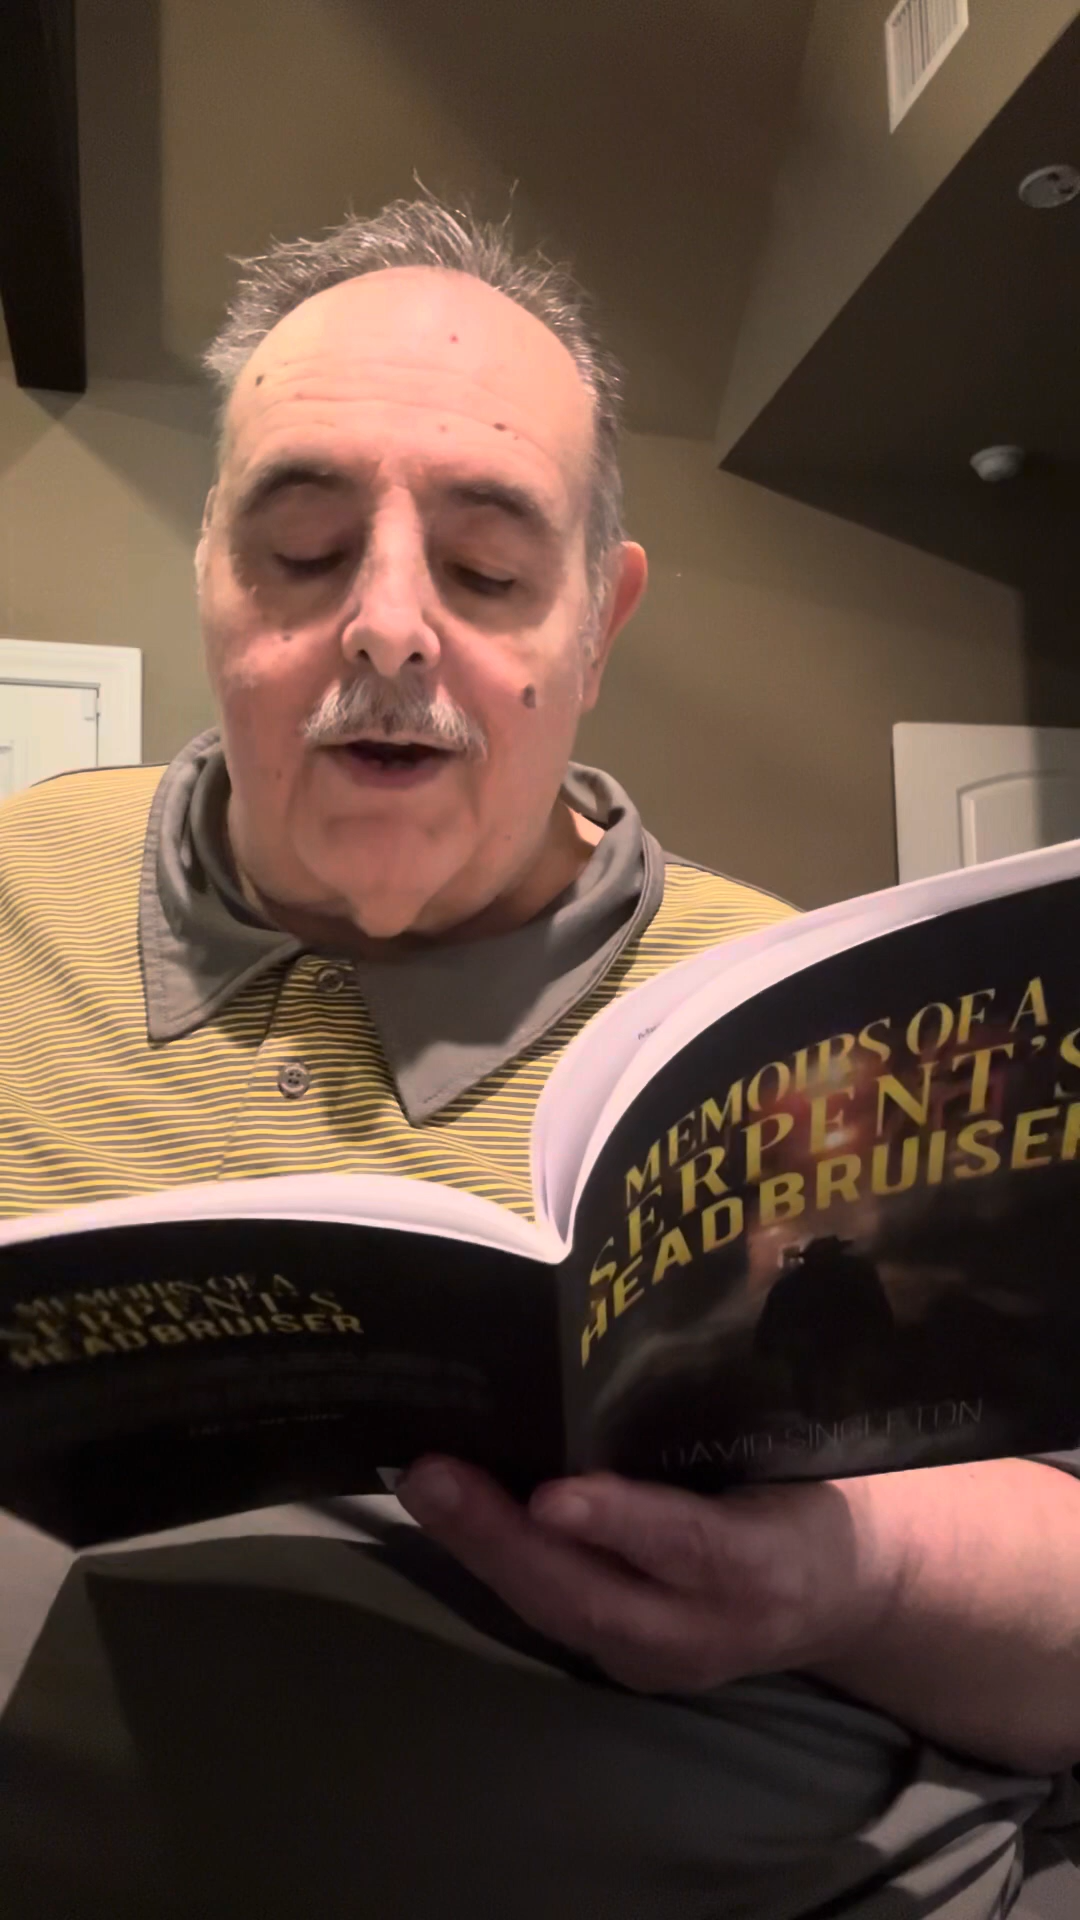 MEMOIRS OF A
SERPENT'S
HEADBRUISER
DAVID SINGLETON
MEMOIRS OF A
SERPENT'S
HEADBRUISER